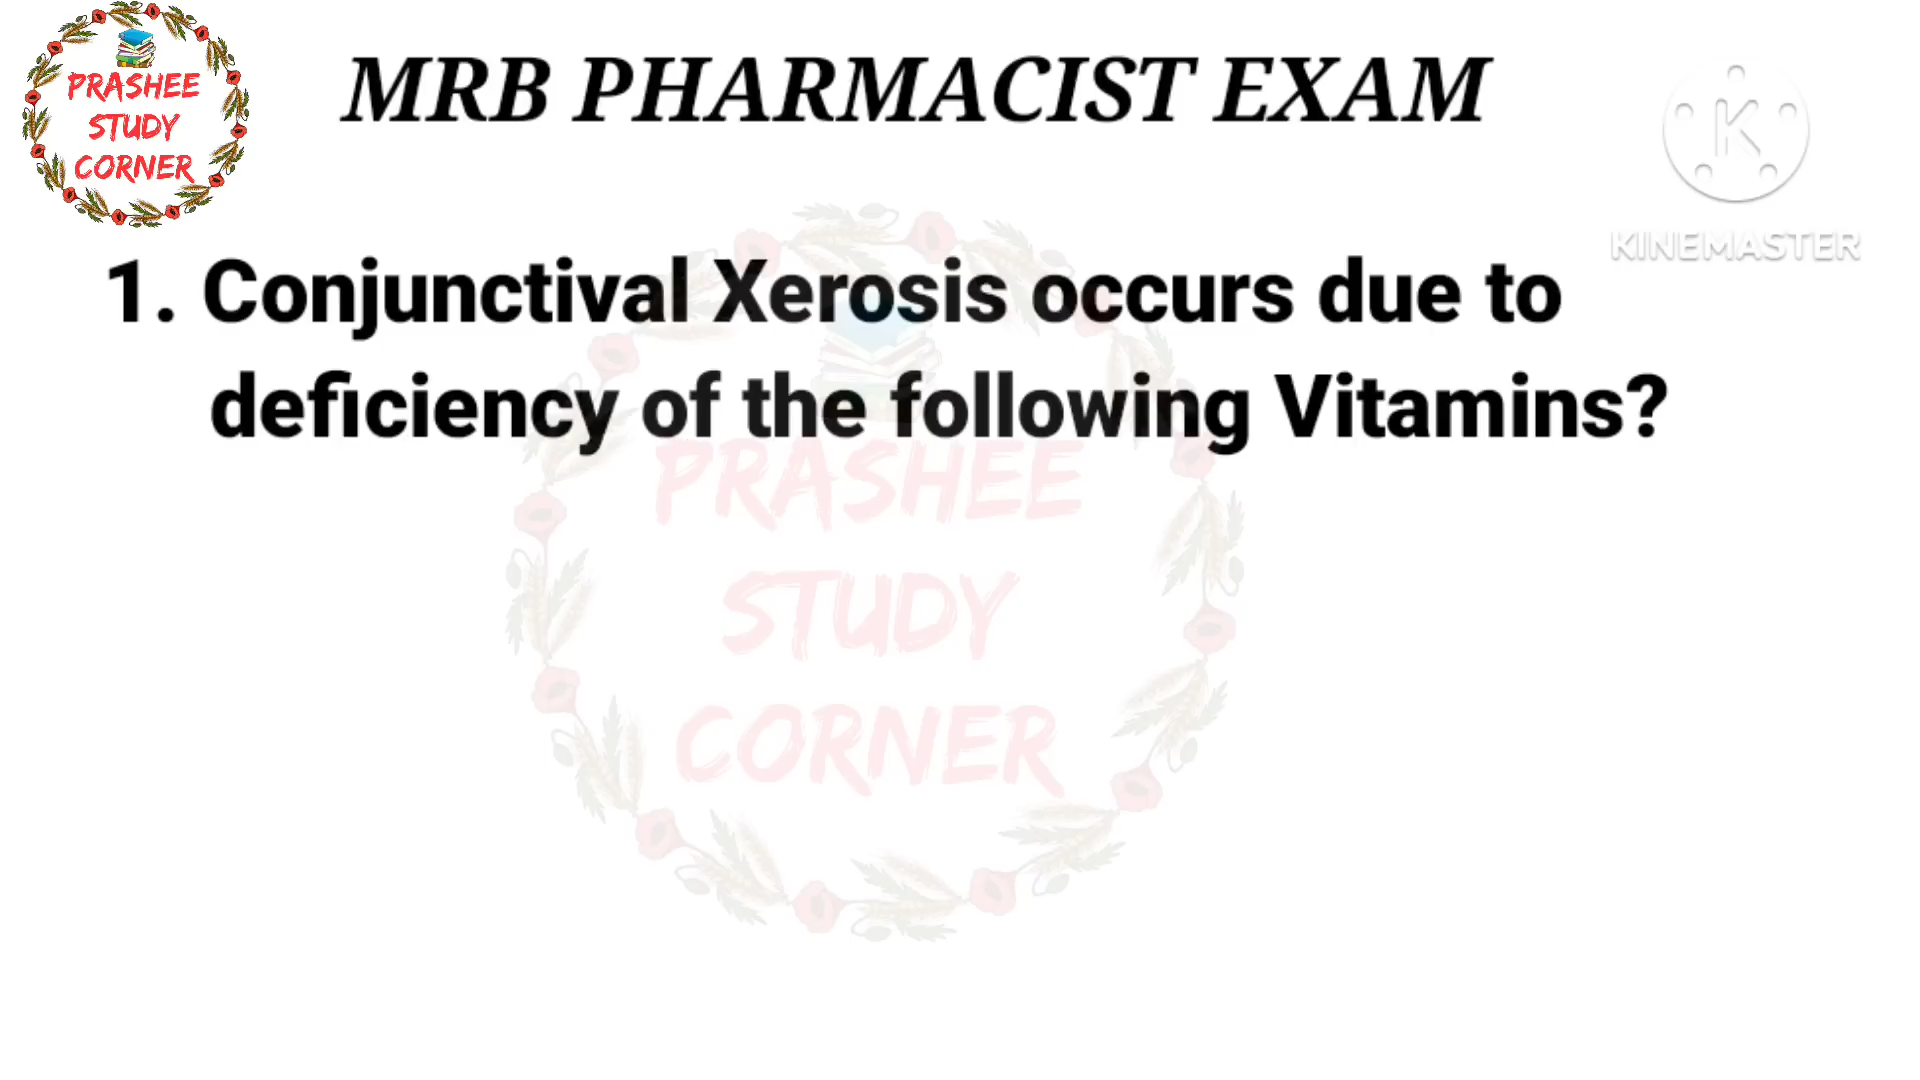 PRASHEE
STUDY
CORNER
MRB PHARMACIST EXAM
K
KINEMASTER
1. Conjunctival Xerosis occurs due to
deficiency of the following Vitamins?
PRASHEE
STUDY
CORNER